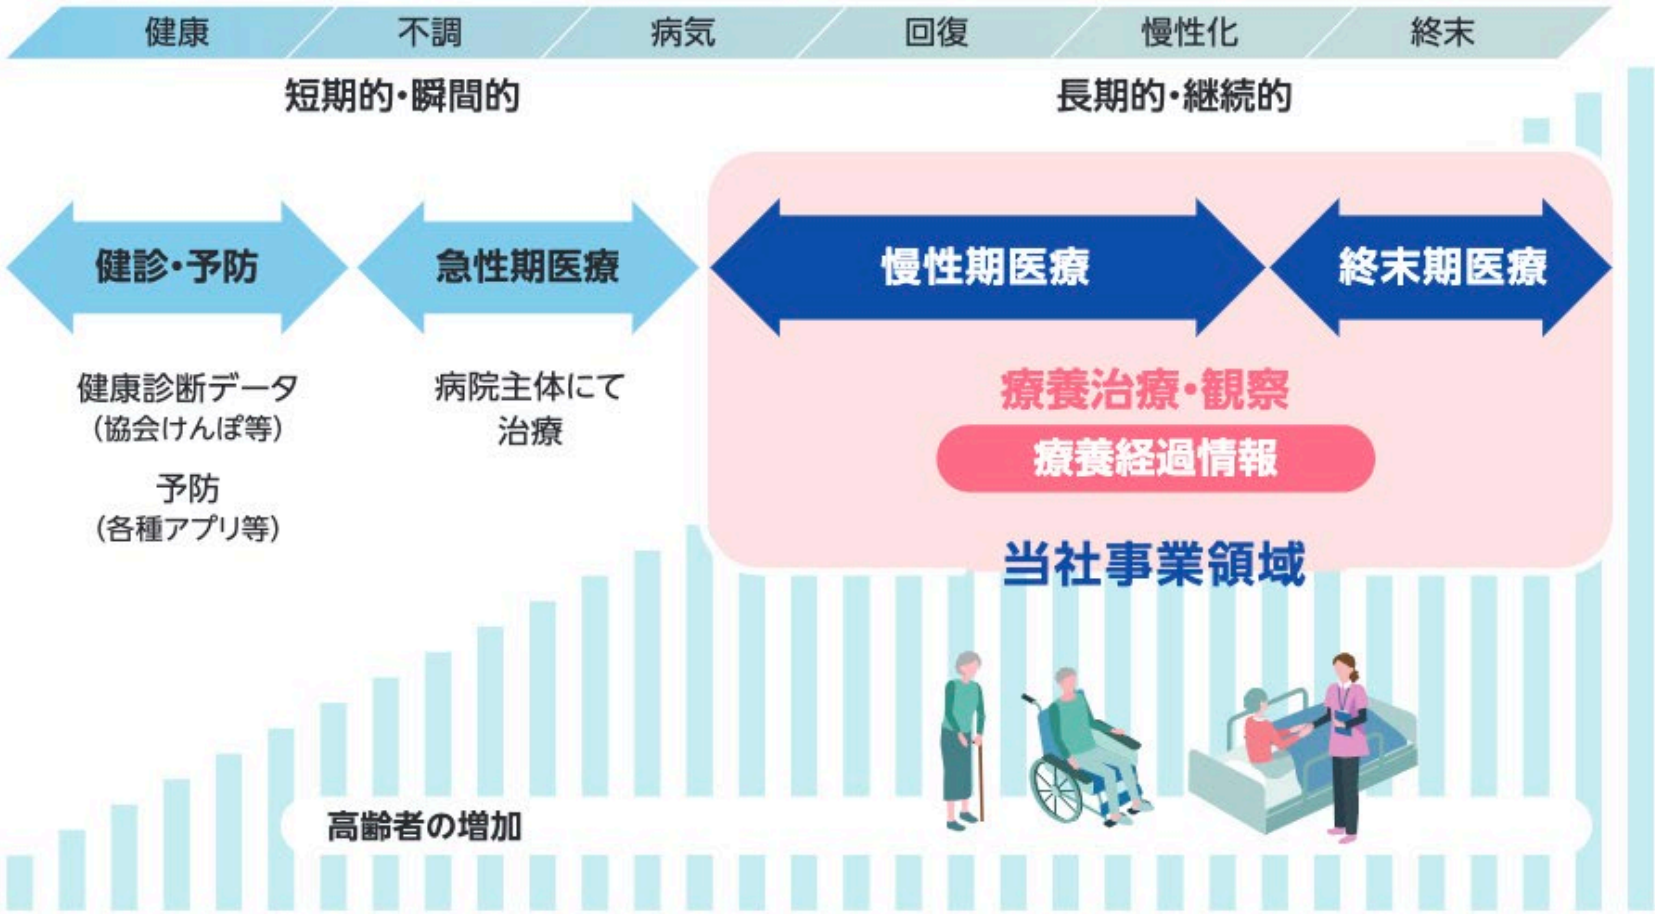 健康
不調
病気
回復
慢性化
終末
短期的・瞬間的
長期的・継続的
健診・予防
急性期医療
慢性期医療
終末期医療
健康診断データ
（協会けんぽ等）
予防
（各種アプリ等）
病院主体にて
治療
療養治療・観察
療養経過情報
当社事業領域
高齢者の増加